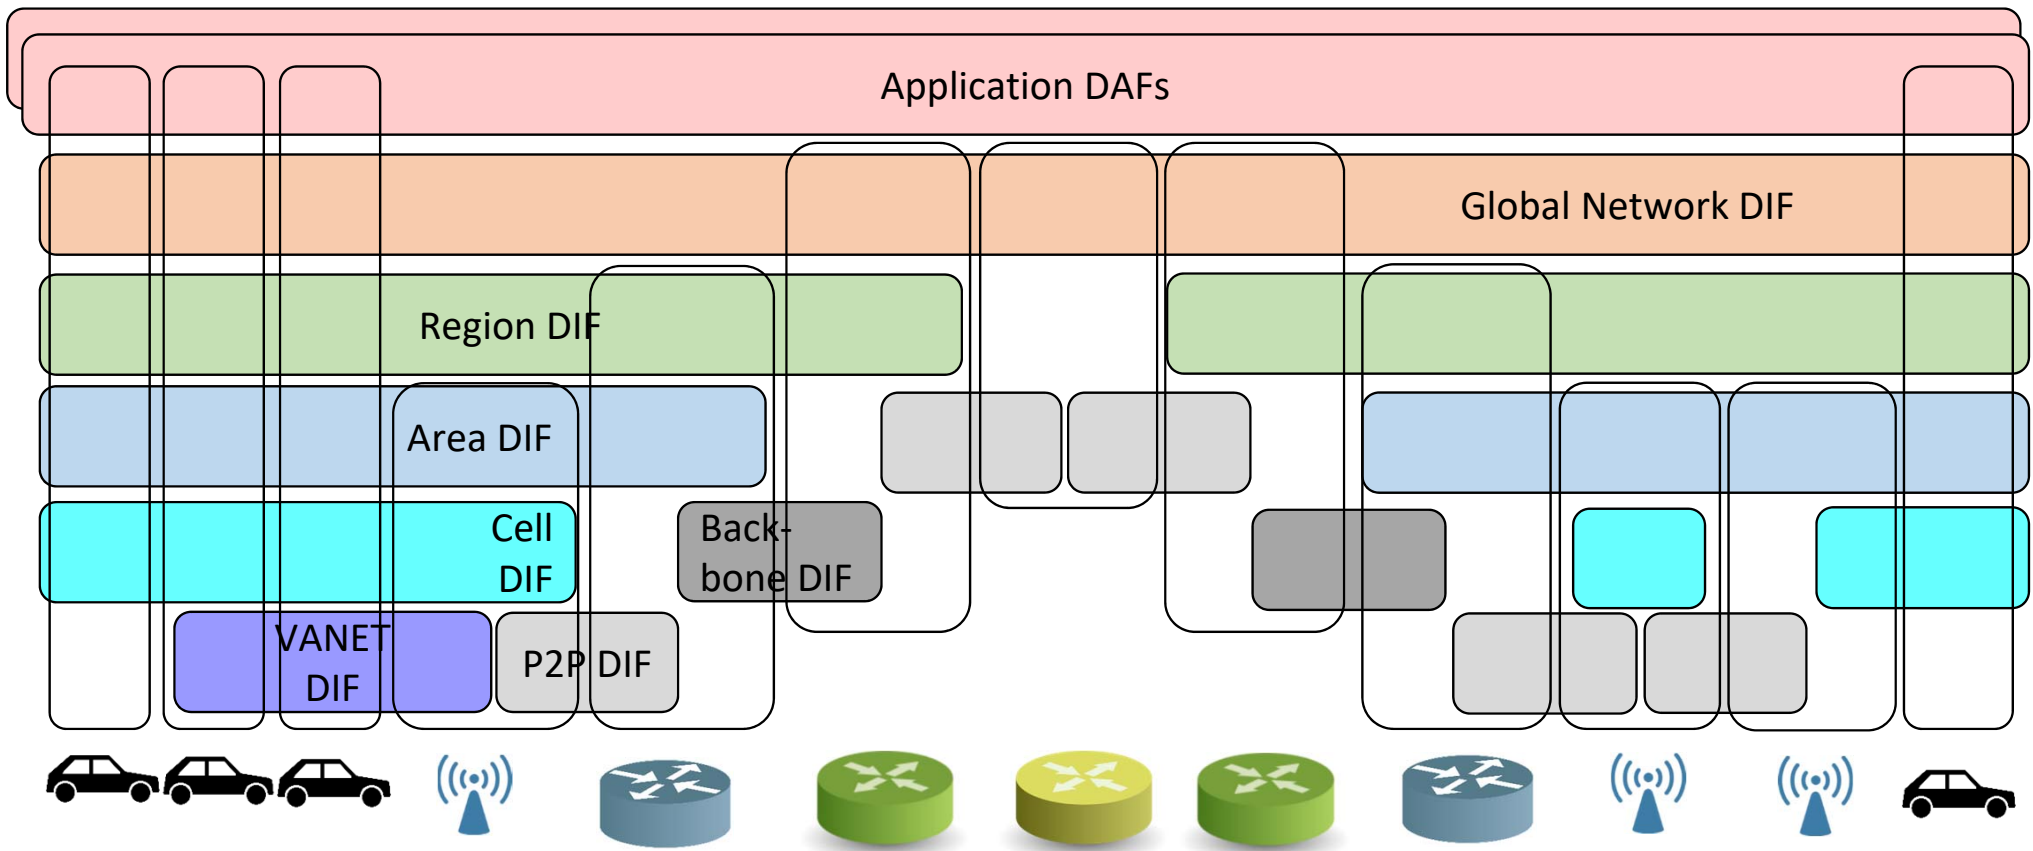 Application DAFs
Global Network DIF
Region DIF
Area DIF
Cell
DIF
Back-
bone DIF
VANET
DIF
P2P DIF